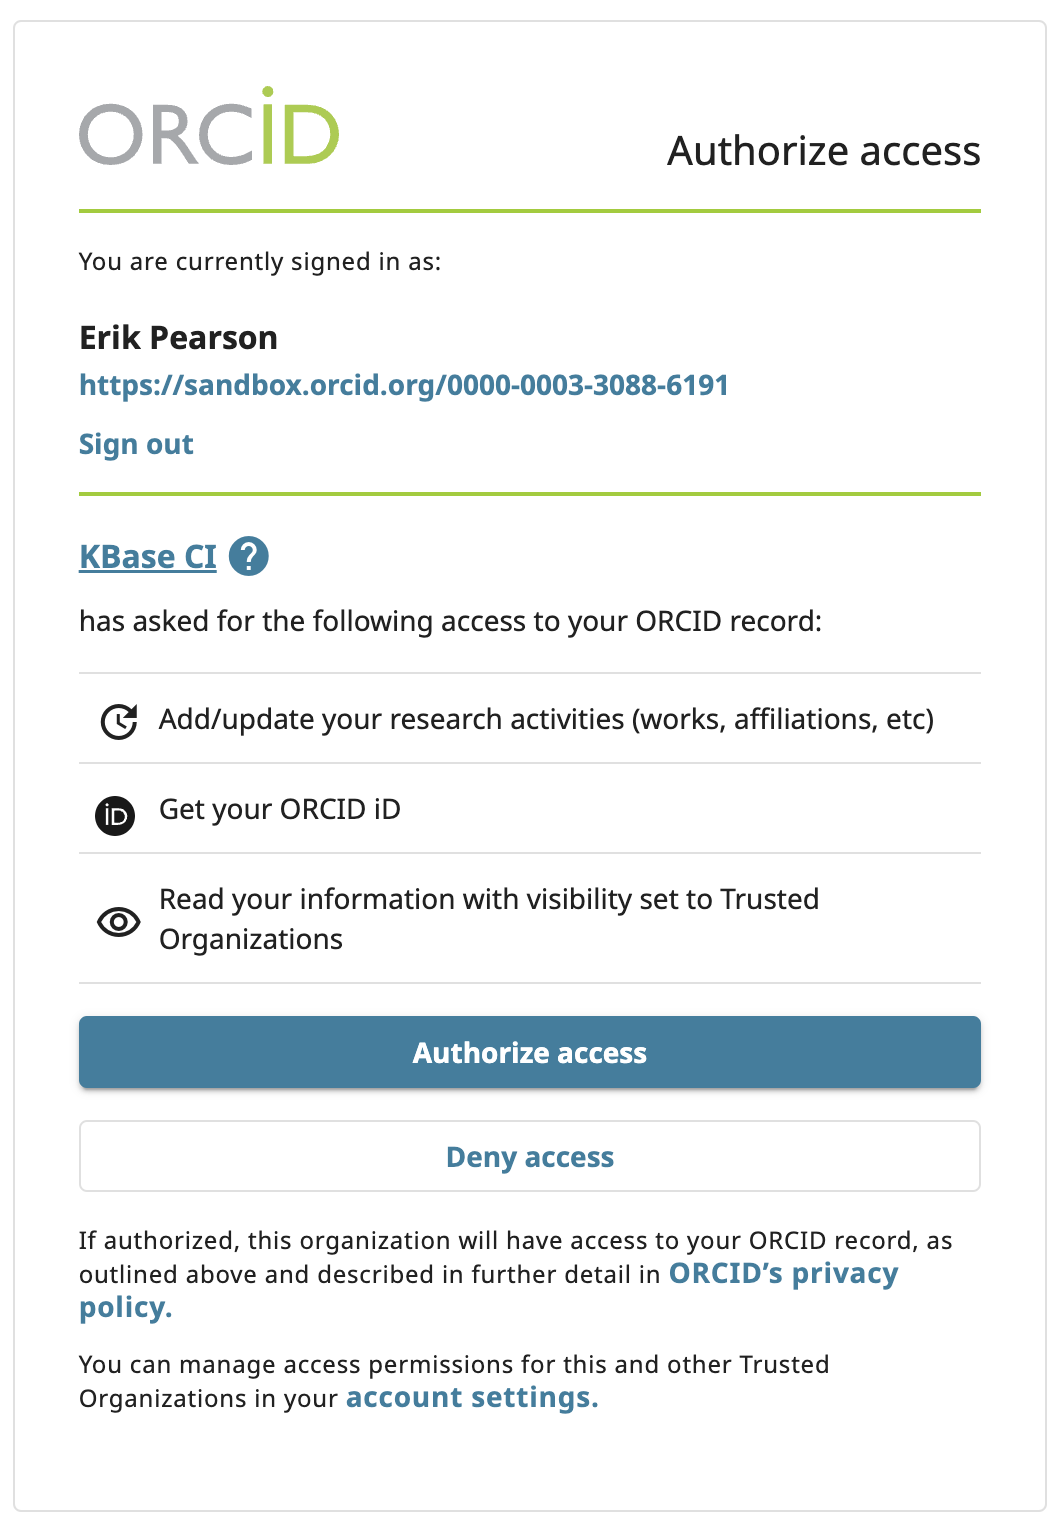 ORCiD
Authorize access
You are currently signed in as:
Erik Pearson
https://sandbox.orcid.org/0000-0003-3088-6191
Sign out
KBase CI ?
has asked for the following access to your ORCID record:
Add/update your research activities (works, affiliations, etc)
iD Get your ORCID iD
Read your information with visibility set to Trusted
Organizations
Authorize access
Deny access
If authorized, this organization will have access to your ORCID record, as
outlined above and described in further detail in ORCID’s privacy
policy.
You can manage access permissions for this and other Trusted
Organizations in your account settings.